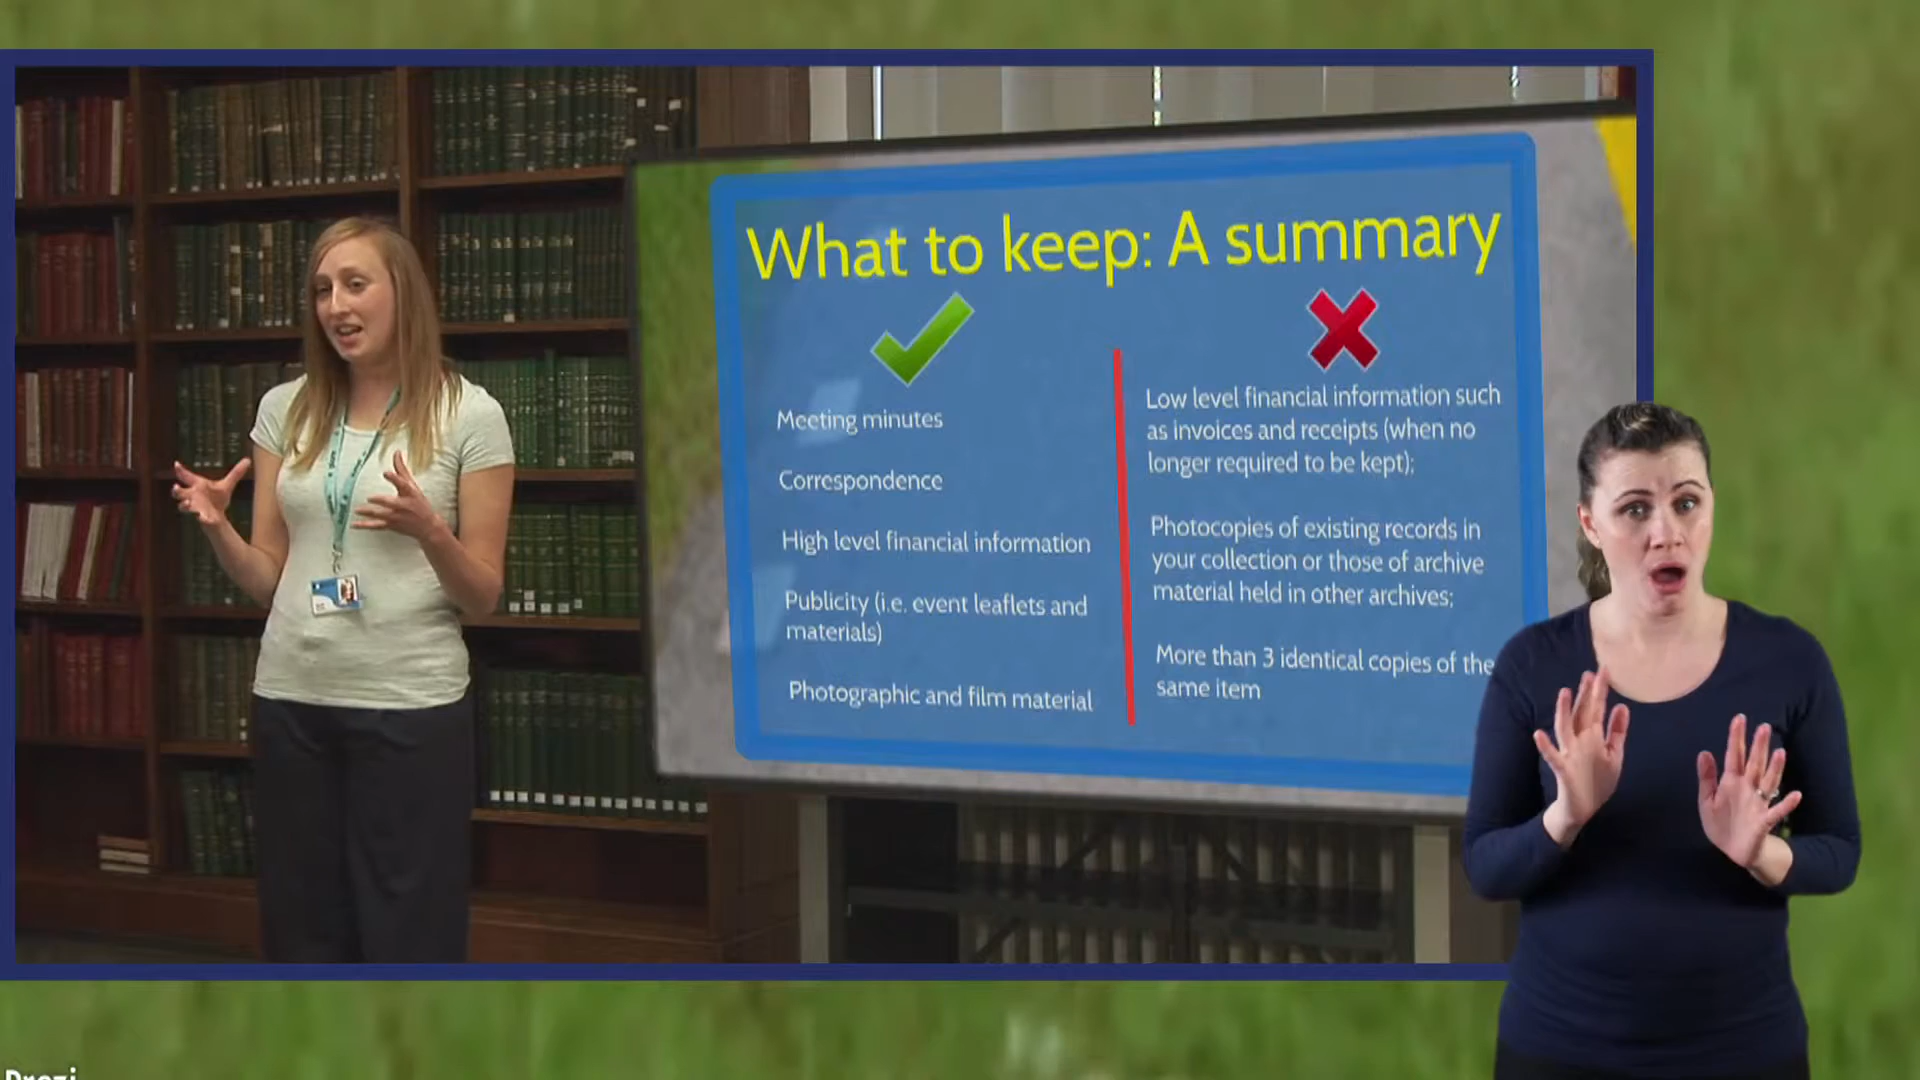 What to keep: A summary
Meeting minutes
Correspondence
High level financial information
Publicity (i.e. event leaflets and
materials)
Photographic and film material
Low level financial information such
as invoices and receipts (when no
longer required to be kept);
Photocopies of existing records in
your collection or those of archive
material held in other archives;
More than 3 identical copies of the
same item
Prezi